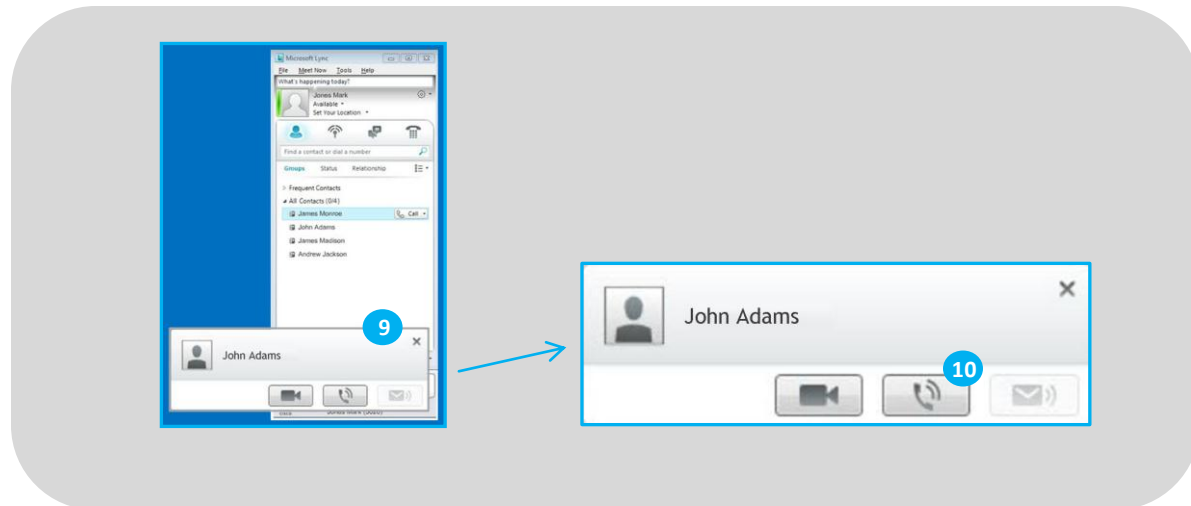 Microsoft Lync
File Meet Now Tools Help
What's happening today?
Jones Mark
Available
Set Your Location
Find a contact or dial a number
Groups Status Relationship
Frequent Contacts
All Contacts (0/4)
James Monroe Call
John Adams
James Madison
Andrew Jackson
9
John Adams
Jones Mark
John Adams
10